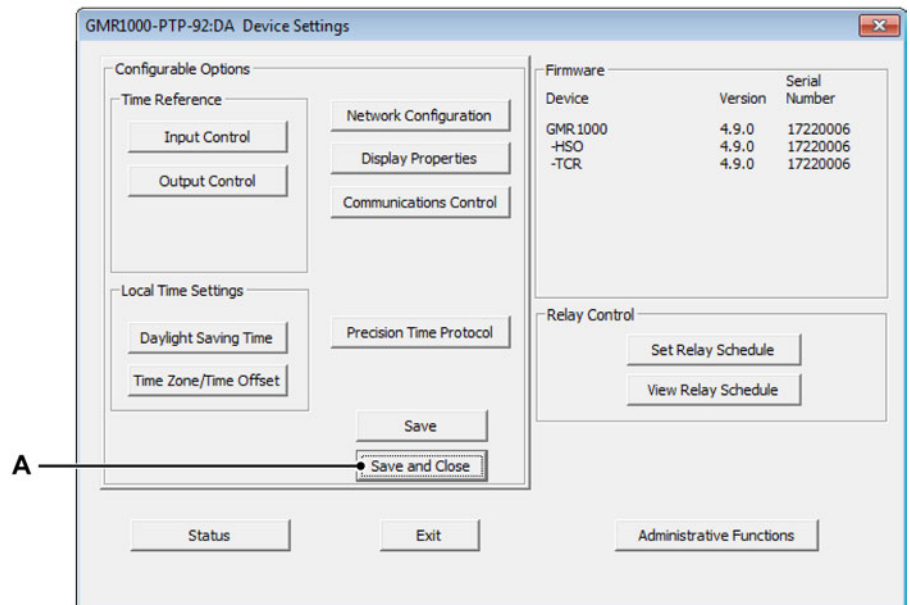 GMR1000-PTP-92:DA Device Settings
Configurable Options
Time Reference
Input Control
Output Control
Network Configuration
Display Properties
Communications Control
Local Time Settings
Daylight Saving Time
Time Zone/Time Offset
Precision Time Protocol
Save
A
Save and Close
Firmware
Device Version Serial Number
GMR1000 4.9.0 17220006
-HSO 4.9.0 17220006
-TCR 4.9.0 17220006
Relay Control
Set Relay Schedule
View Relay Schedule
Status
Exit
Administrative Functions